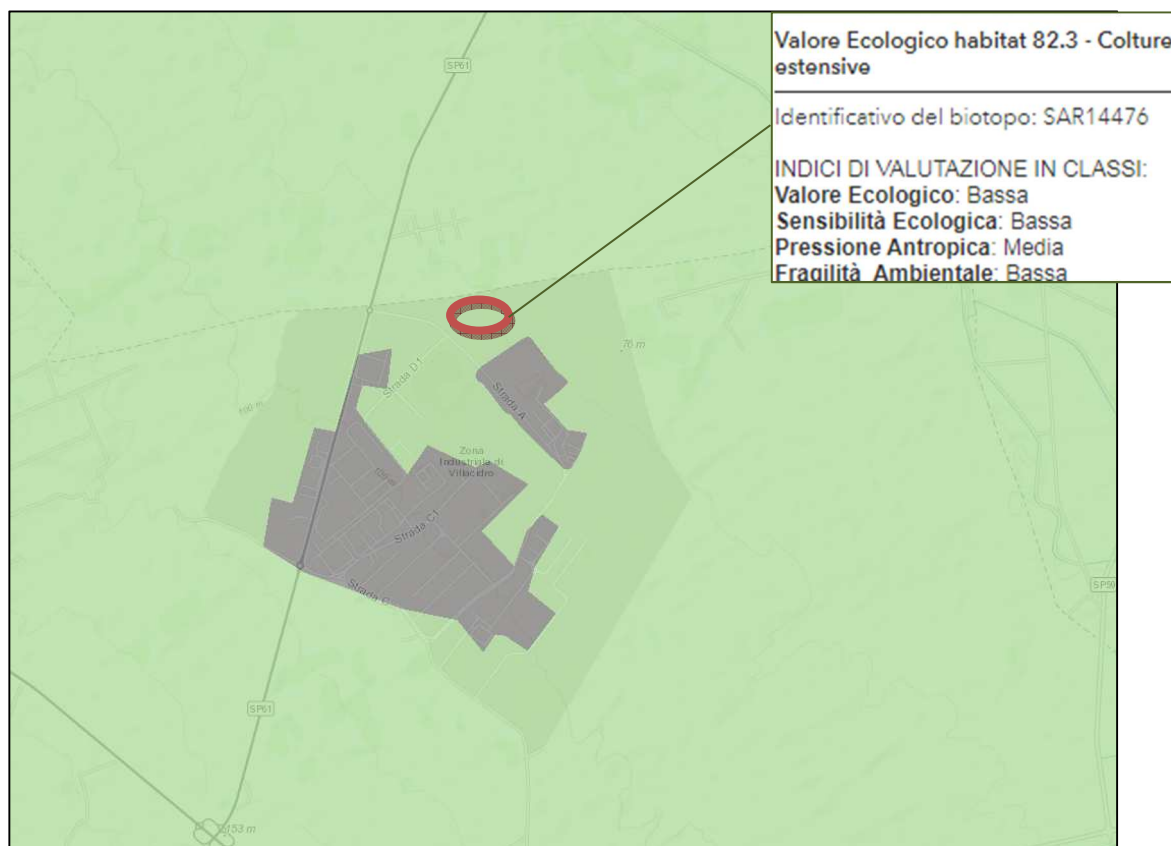 Valore Ecologico habitat 82.3 - Colture
estensive
Identificativo del biotopo: SAR14476
INDICI DI VALUTAZIONE IN CLASSI:
Valore Ecologico: Bassa
Sensibilità Ecologica: Bassa
Pressione Antropica: Media
Fragilità Ambientale: Bassa
SP61
76 m
Strada D1
Strada A
Zona
Industriale di
Villacidro
Strada C1
Strada C
SP61
153 m